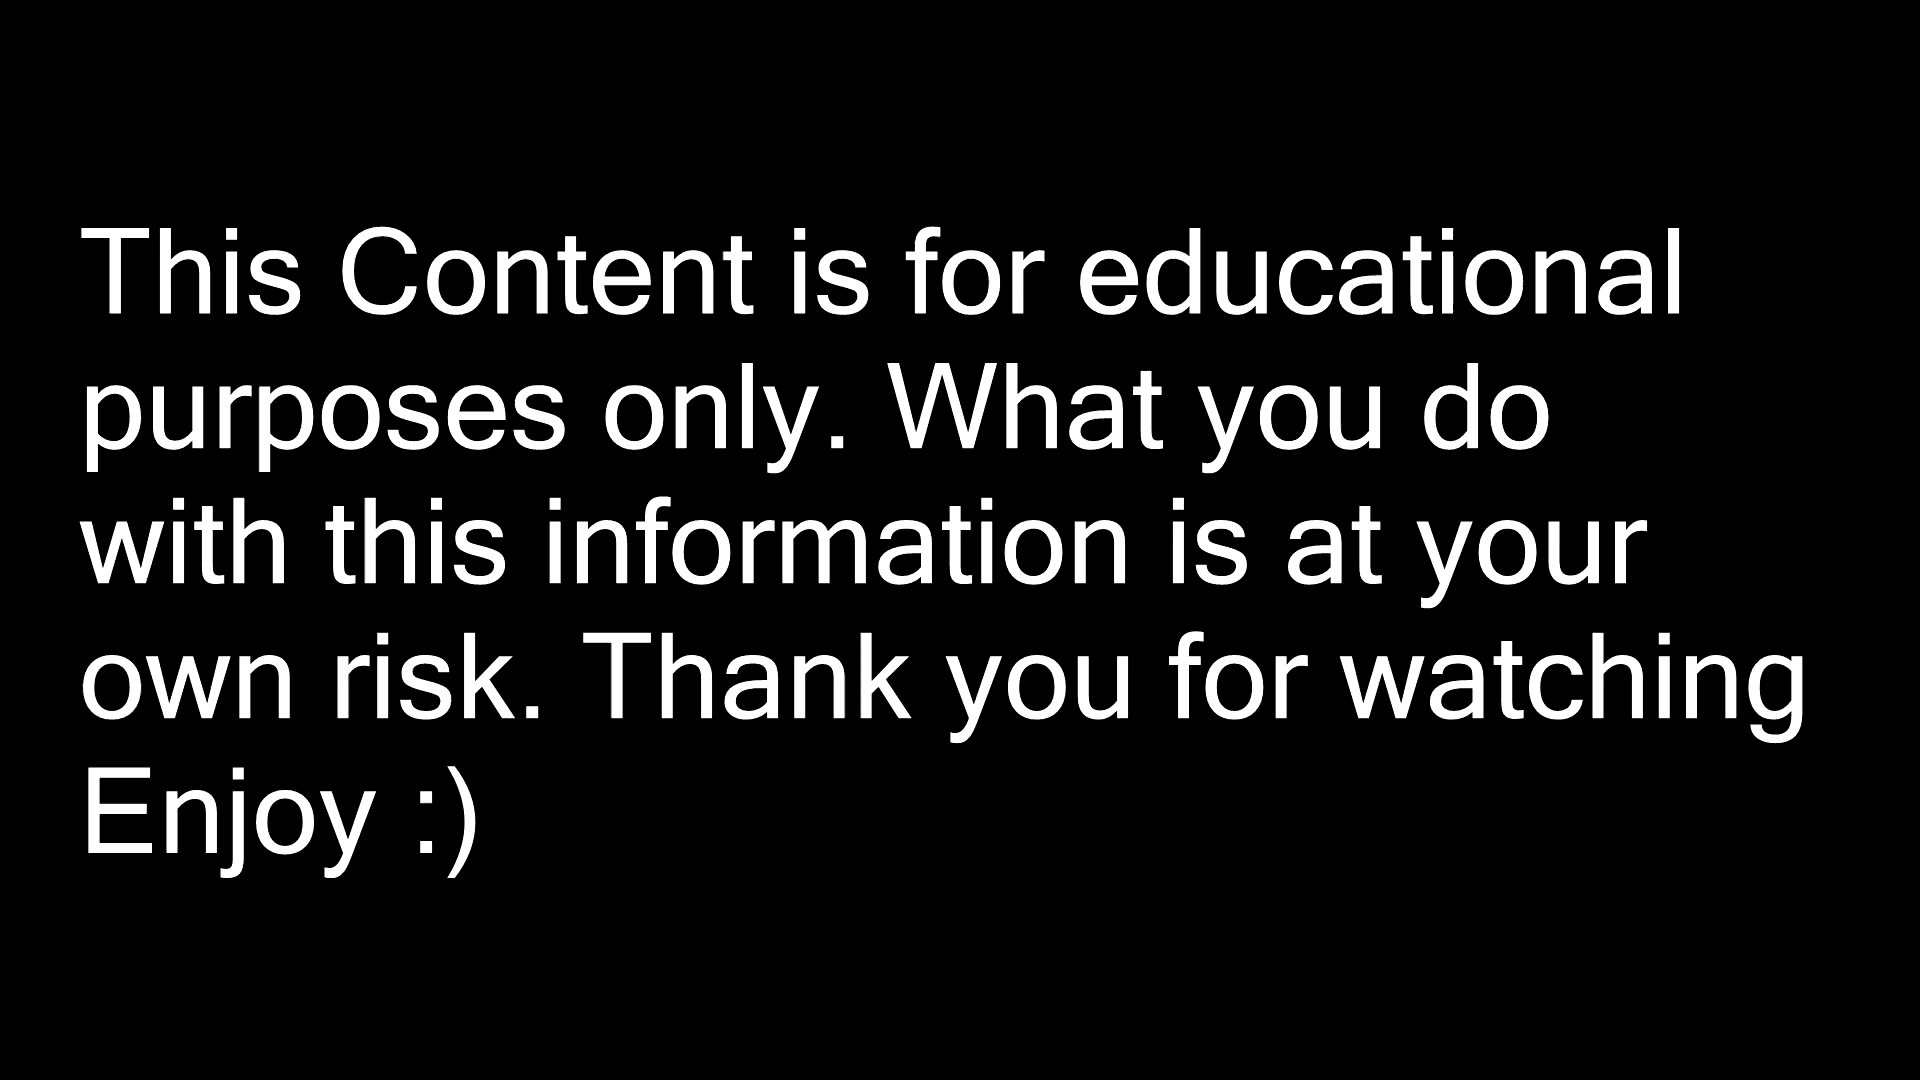 This Content is for educational
purposes only. What you do
with this information is at your
own risk. Thank you for watching
Enjoy :)